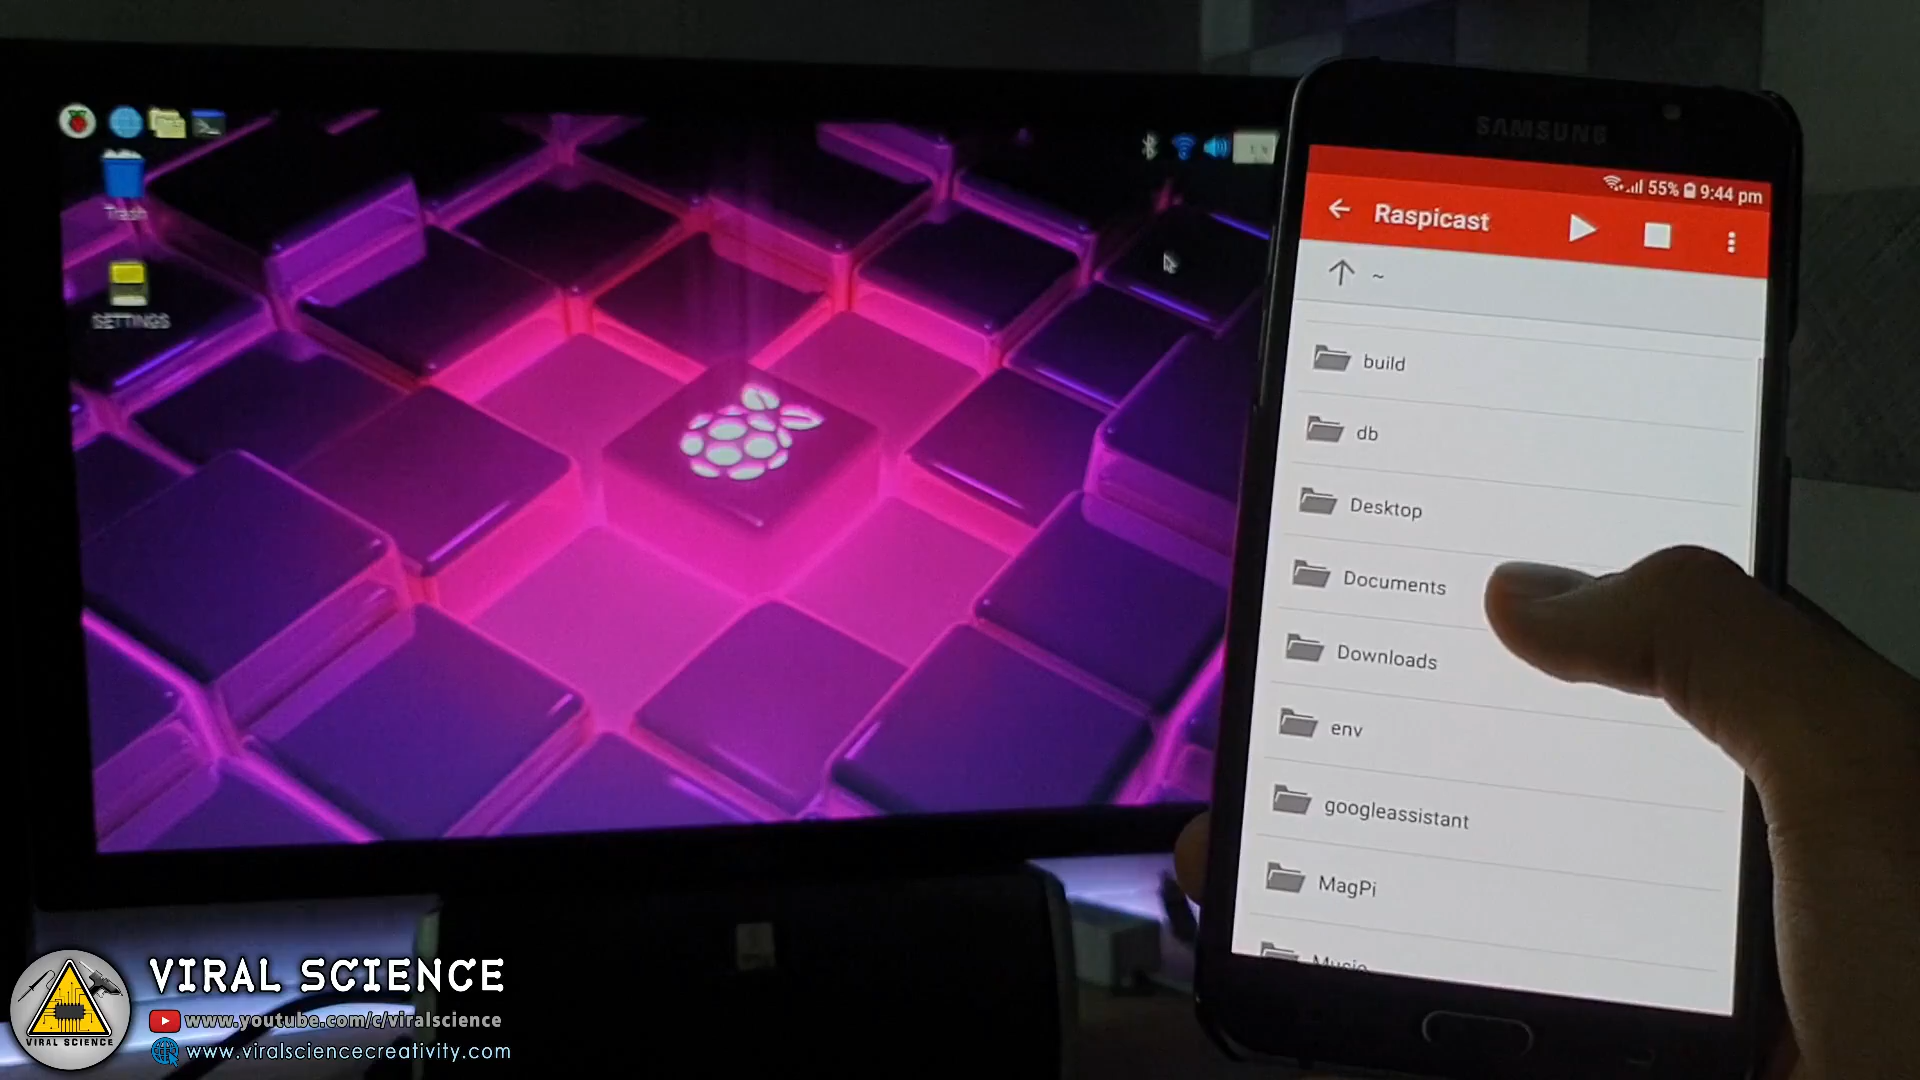 Trash
SETTINGS
SAMSUNG
55% 9:44 pm
Raspicast
~
build
db
Desktop
Documents
Downloads
env
googleassistant
MagPi
Music
VIRAL SCIENCE
www.youtube.com/c/viralscience
www.viralsciencecreativity.com
VIRAL SCIENCE